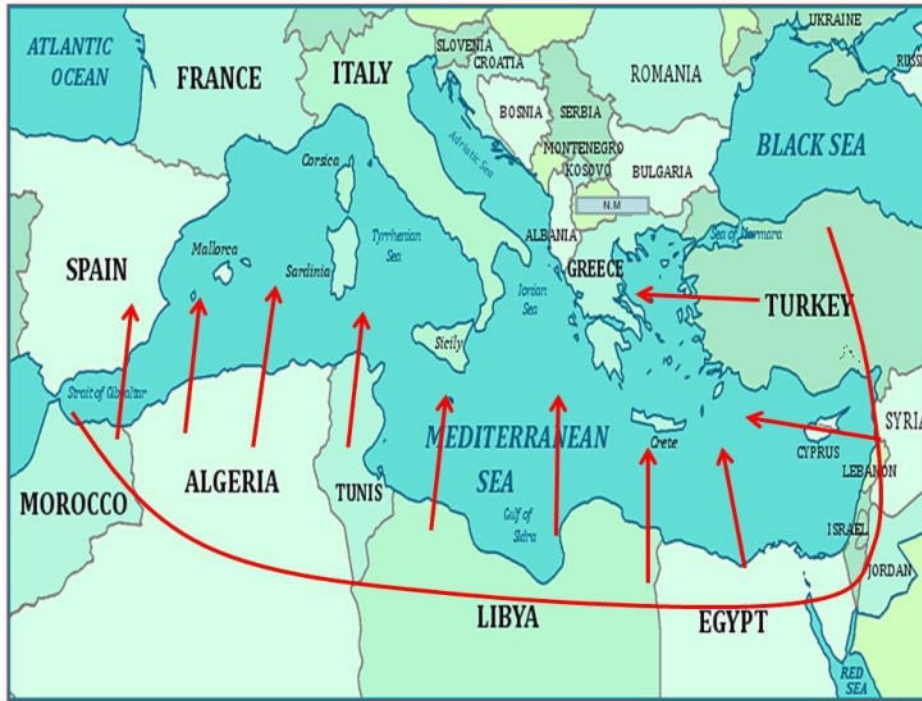 ATLANTIC
OCEAN
FRANCE
ITALY
SLOVENIA
CROATIA
BOSNIA
SERBIA
MONTENEGRO
KOSOVO
ROMANIA
UKRAINE
RUSS
BLACK SEA
BULGARIA
N.M
ALBANIA
GREECE
Adriatic Sea
Corsica
Mallorca
Sardinia
Tyrrhenian
Sea
SPAIN
Ionian
Sea
Sea of Marmara
TURKEY
Sicily
Strait of Gibraltar
MEDITERRANEAN
SEA
Crete
CYPRUS
SYRIA
LEBANON
ISRAEL
JORDAN
MOROCCO
ALGERIA
TUNIS
Gulf of
Sidra
LIBYA
EGYPT
RED
SEA